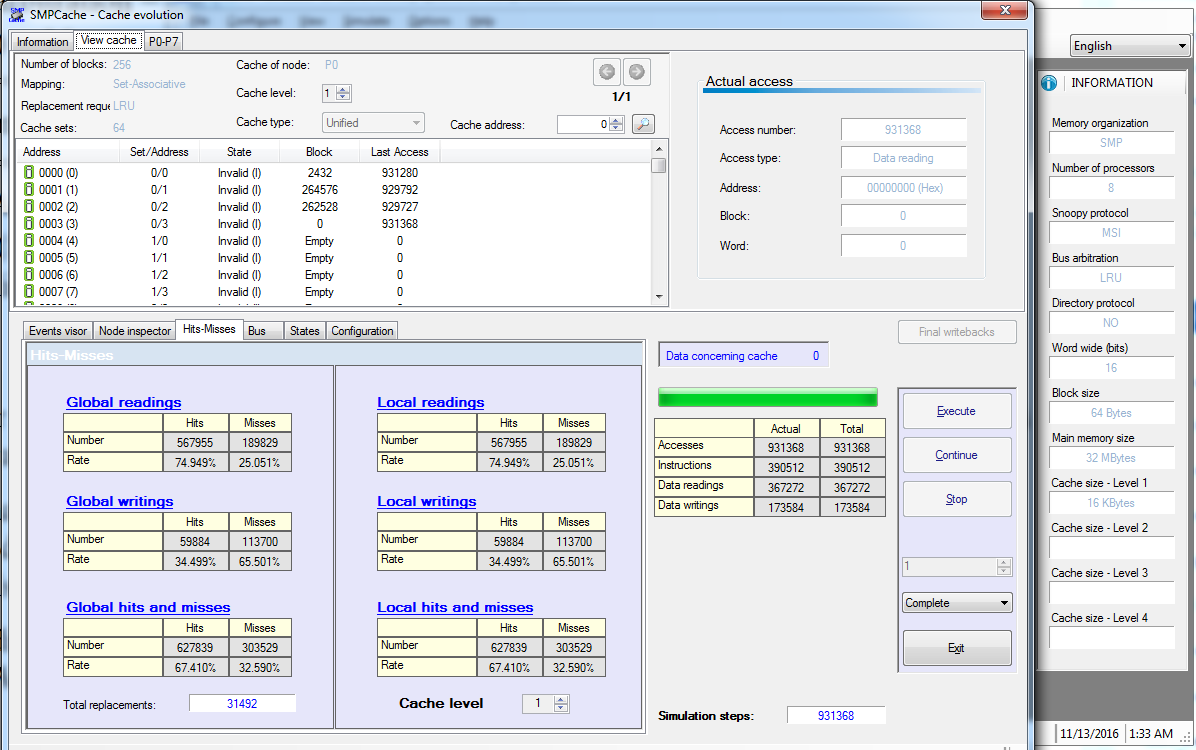 SMPCache - Cache evolution
Information View cache P0-P7
Number of blocks: 256
Mapping: Set-Associative
Replacement reque LRU
Cache sets: 64
Cache of node: P0
Cache level: 1
Cache type: Unified
1/1
Cache address: 0
Address Set/Address State Block Last Access
0000 (0) 0/0 Invalid (I) 2432 931280
0001 (1) 0/1 Invalid (I) 264576 929792
0002 (2) 0/2 Invalid (I) 262528 929727
0003 (3) 0/3 Invalid (I) 0 931368
0004 (4) 1/0 Invalid (I) Empty 0
0005 (5) 1/1 Invalid (I) Empty 0
0006 (6) 1/2 Invalid (I) Empty 0
0007 (7) 1/3 Invalid (I) Empty 0
Actual access
Access number: 931368
Access type: Data reading
Address: 00000000 (Hex)
Block: 0
Word: 0
Events visor Node inspector Hits-Misses Bus States Configuration
Hits-Misses
Global readings
Hits Misses
Number 567955 189829
Rate 74.949% 25.051%
Global writings
Hits Misses
Number 59884 113700
Rate 34.499% 65.501%
Global hits and misses
Hits Misses
Number 627839 303529
Rate 67.410% 32.590%
Total replacements: 31492
Local readings
Hits Misses
Number 567955 189829
Rate 74.949% 25.051%
Local writings
Hits Misses
Number 59884 113700
Rate 34.499% 65.501%
Local hits and misses
Hits Misses
Number 627839 303529
Rate 67.410% 32.590%
Cache level 1
Data concerning cache 0
Actual Total
Accesses 931368 931368
Instructions 390512 390512
Data readings 367272 367272
Data writings 173584 173584
Simulation steps: 931368
Final writebacks
Execute
Continue
Stop
1
Complete
Exit
English
INFORMATION
Memory organization
SMP
Number of processors
8
Snoopy protocol
MSI
Bus arbitration
LRU
Directory protocol
NO
Word wide (bits)
16
Block size
64 Bytes
Main memory size
32 MBytes
Cache size - Level 1
16 KBytes
Cache size - Level 2
Cache size - Level 3
Cache size - Level 4
11/13/2016 1:33 AM